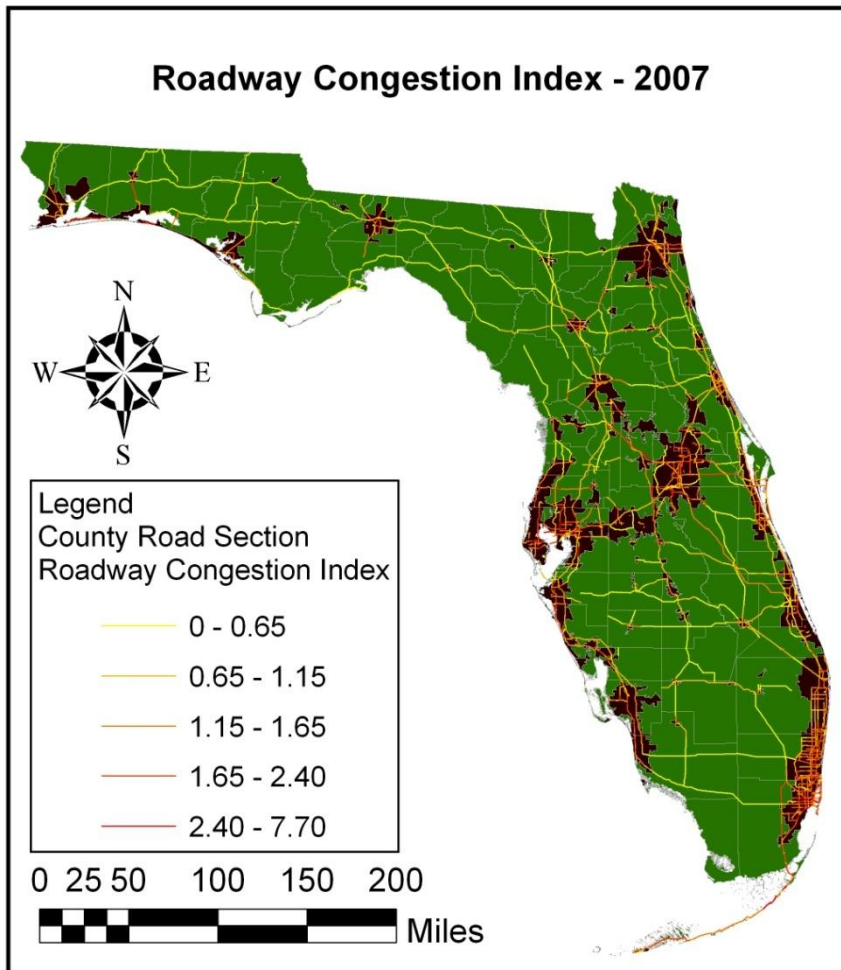 Roadway Congestion Index - 2007
N
W E
S
Legend
County Road Section
Roadway Congestion Index
0 - 0.65
0.65 - 1.15
1.15 - 1.65
1.65 - 2.40
2.40 - 7.70
0 25 50 100 150 200
Miles